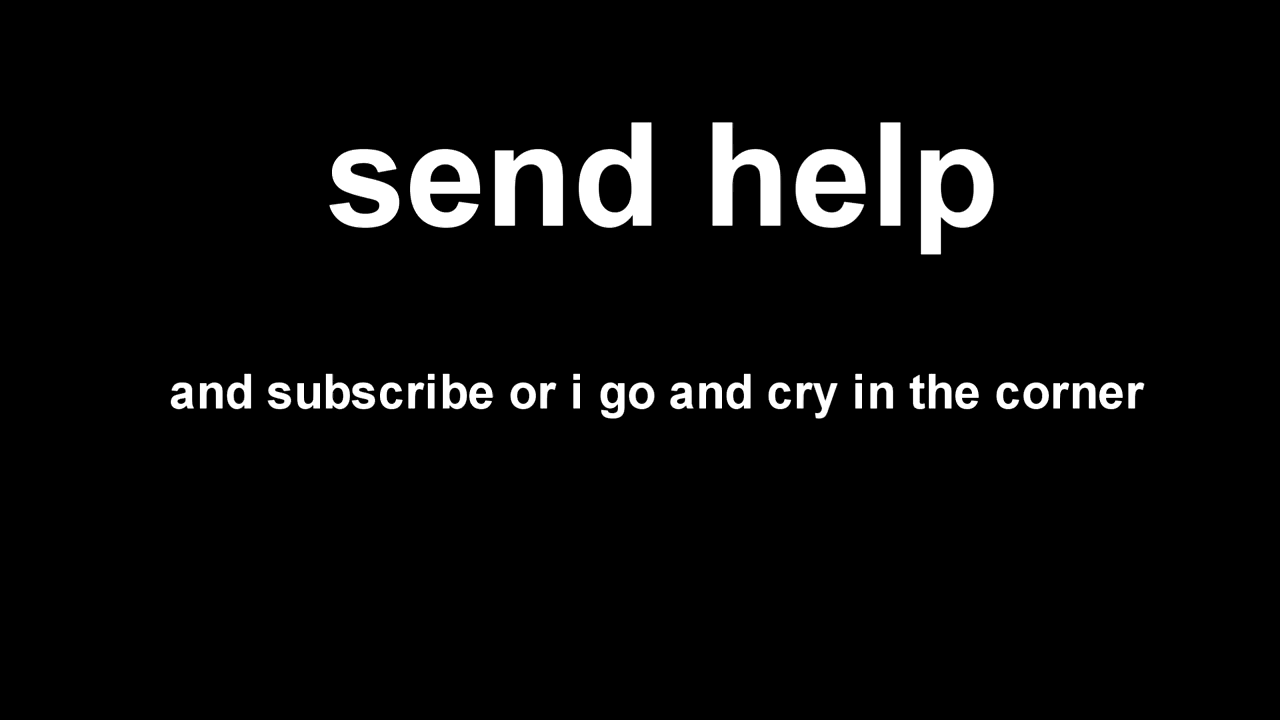 send help
and subscribe or i go and cry in the corner